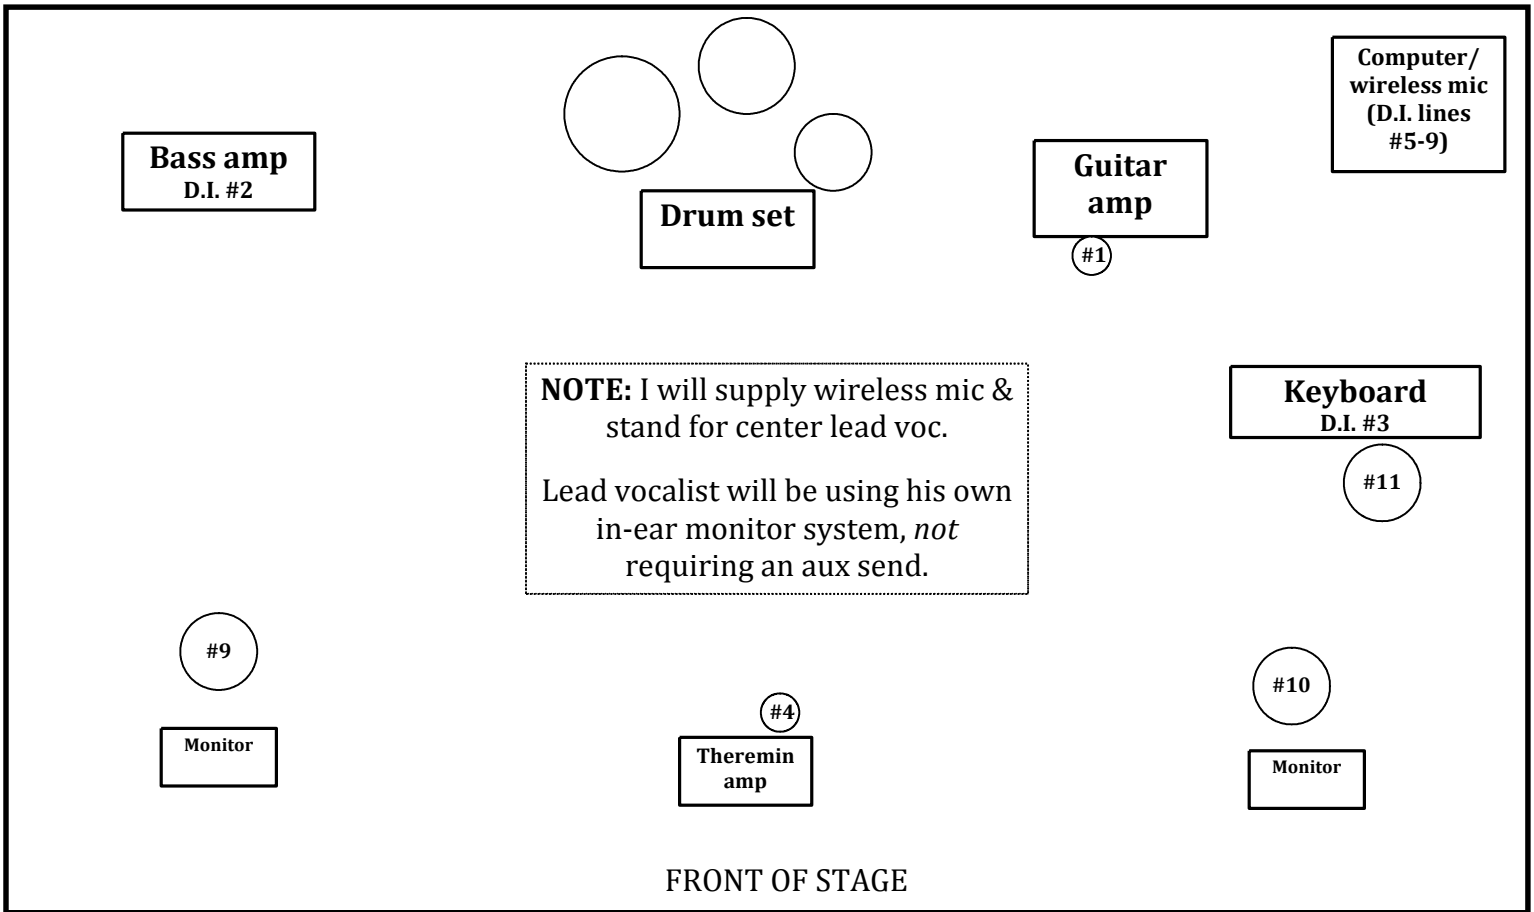 Computer/
wireless mic
(D.I. lines
#5-9)
Bass amp
D.I. #2
Guitar
amp
Drum set
#1
NOTE: I will supply wireless mic &
stand for center lead voc.
Lead vocalist will be using his own
in-ear monitor system, not
requiring an aux send.
Keyboard
D.I. #3
#11
#9
#10
#4
Monitor
Theremin
amp
Monitor
FRONT OF STAGE